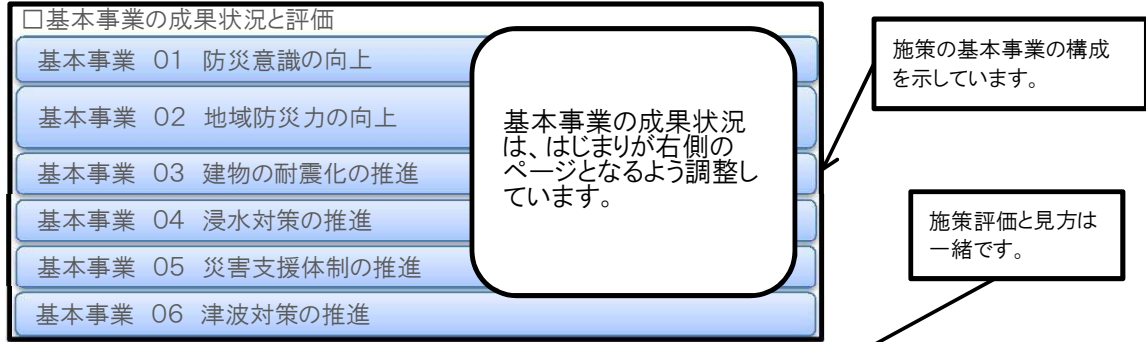 □基本事業の成果状況と評価
基本事業 01 防災意識の向上
基本事業 02 地域防災力の向上
基本事業 03 建物の耐震化の推進
基本事業 04 浸水対策の推進
基本事業 05 災害支援体制の推進
基本事業 06 津波対策の推進
基本事業の成果状況
は、はじまりが右側の
ページとなるよう調整し
ています。
施策の基本事業の構成
を示しています。
施策評価と見方は
一緒です。